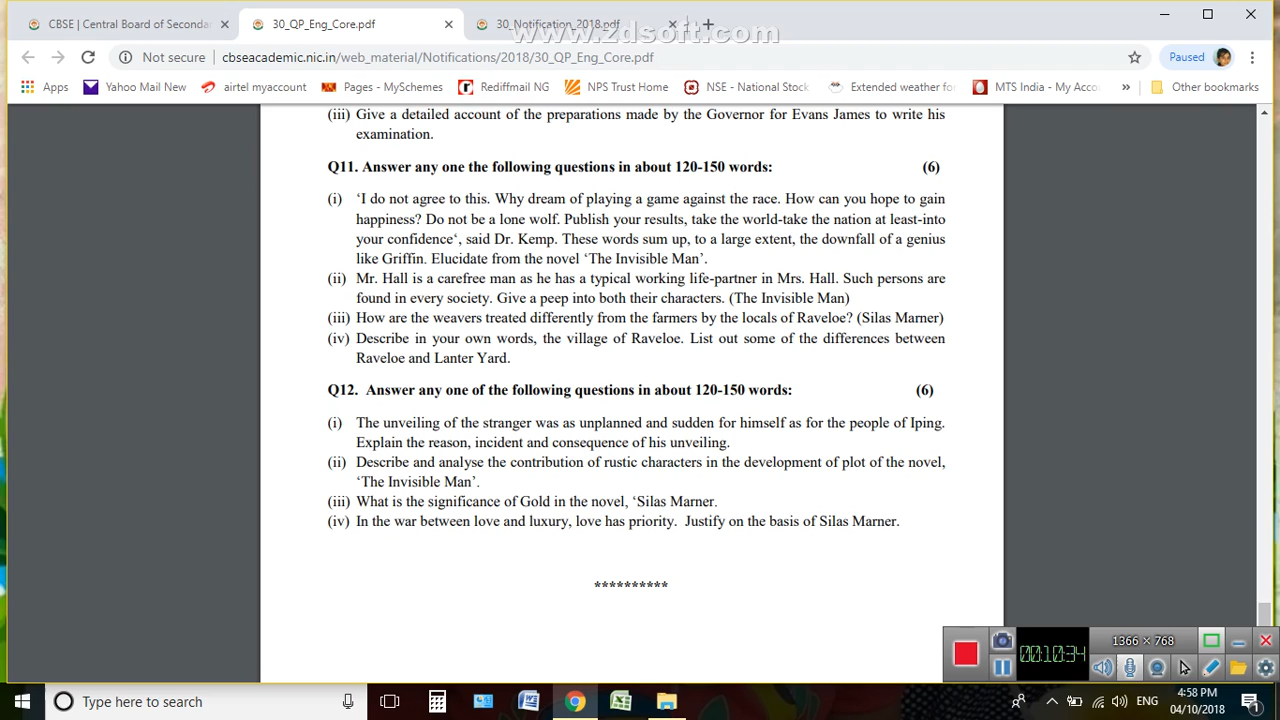 CBSE | Central Board of Secondar
30_QP_Eng_Core.pdf
30_Notification_2018.pdf
www.zdsoft.com
Not secure
cbseacademic.nic.in/web_material/Notifications/2018/30_QP_Eng_Core.pdf
Paused
Apps
Yahoo Mail New
airtel myaccount
Pages - MySchemes
Rediffmail NG
NPS Trust Home
NSE - National Stock
Extended weather fo
MTS India - My Acco
»
Other bookmarks
(iii) Give a detailed account of the preparations made by the Governor for Evans James to write his
examination.
Q11. Answer any one the following questions in about 120-150 words: (6)
(i) ‘I do not agree to this. Why dream of playing a game against the race. How can you hope to gain
happiness? Do not be a lone wolf. Publish your results, take the world-take the nation at least-into
your confidence‘, said Dr. Kemp. These words sum up, to a large extent, the downfall of a genius
like Griffin. Elucidate from the novel ‘The Invisible Man’.
(ii) Mr. Hall is a carefree man as he has a typical working life-partner in Mrs. Hall. Such persons are
found in every society. Give a peep into both their characters. (The Invisible Man)
(iii) How are the weavers treated differently from the farmers by the locals of Raveloe? (Silas Marner)
(iv) Describe in your own words, the village of Raveloe. List out some of the differences between
Raveloe and Lanter Yard.
Q12. Answer any one of the following questions in about 120-150 words: (6)
(i) The unveiling of the stranger was as unplanned and sudden for himself as for the people of Iping.
Explain the reason, incident and consequence of his unveiling.
(ii) Describe and analyse the contribution of rustic characters in the development of plot of the novel,
‘The Invisible Man’.
(iii) What is the significance of Gold in the novel, ‘Silas Marner.
(iv) In the war between love and luxury, love has priority. Justify on the basis of Silas Marner.
**********
1366 × 768
00:10:34
Type here to search
ENG
4:58 PM
04/10/2018
1